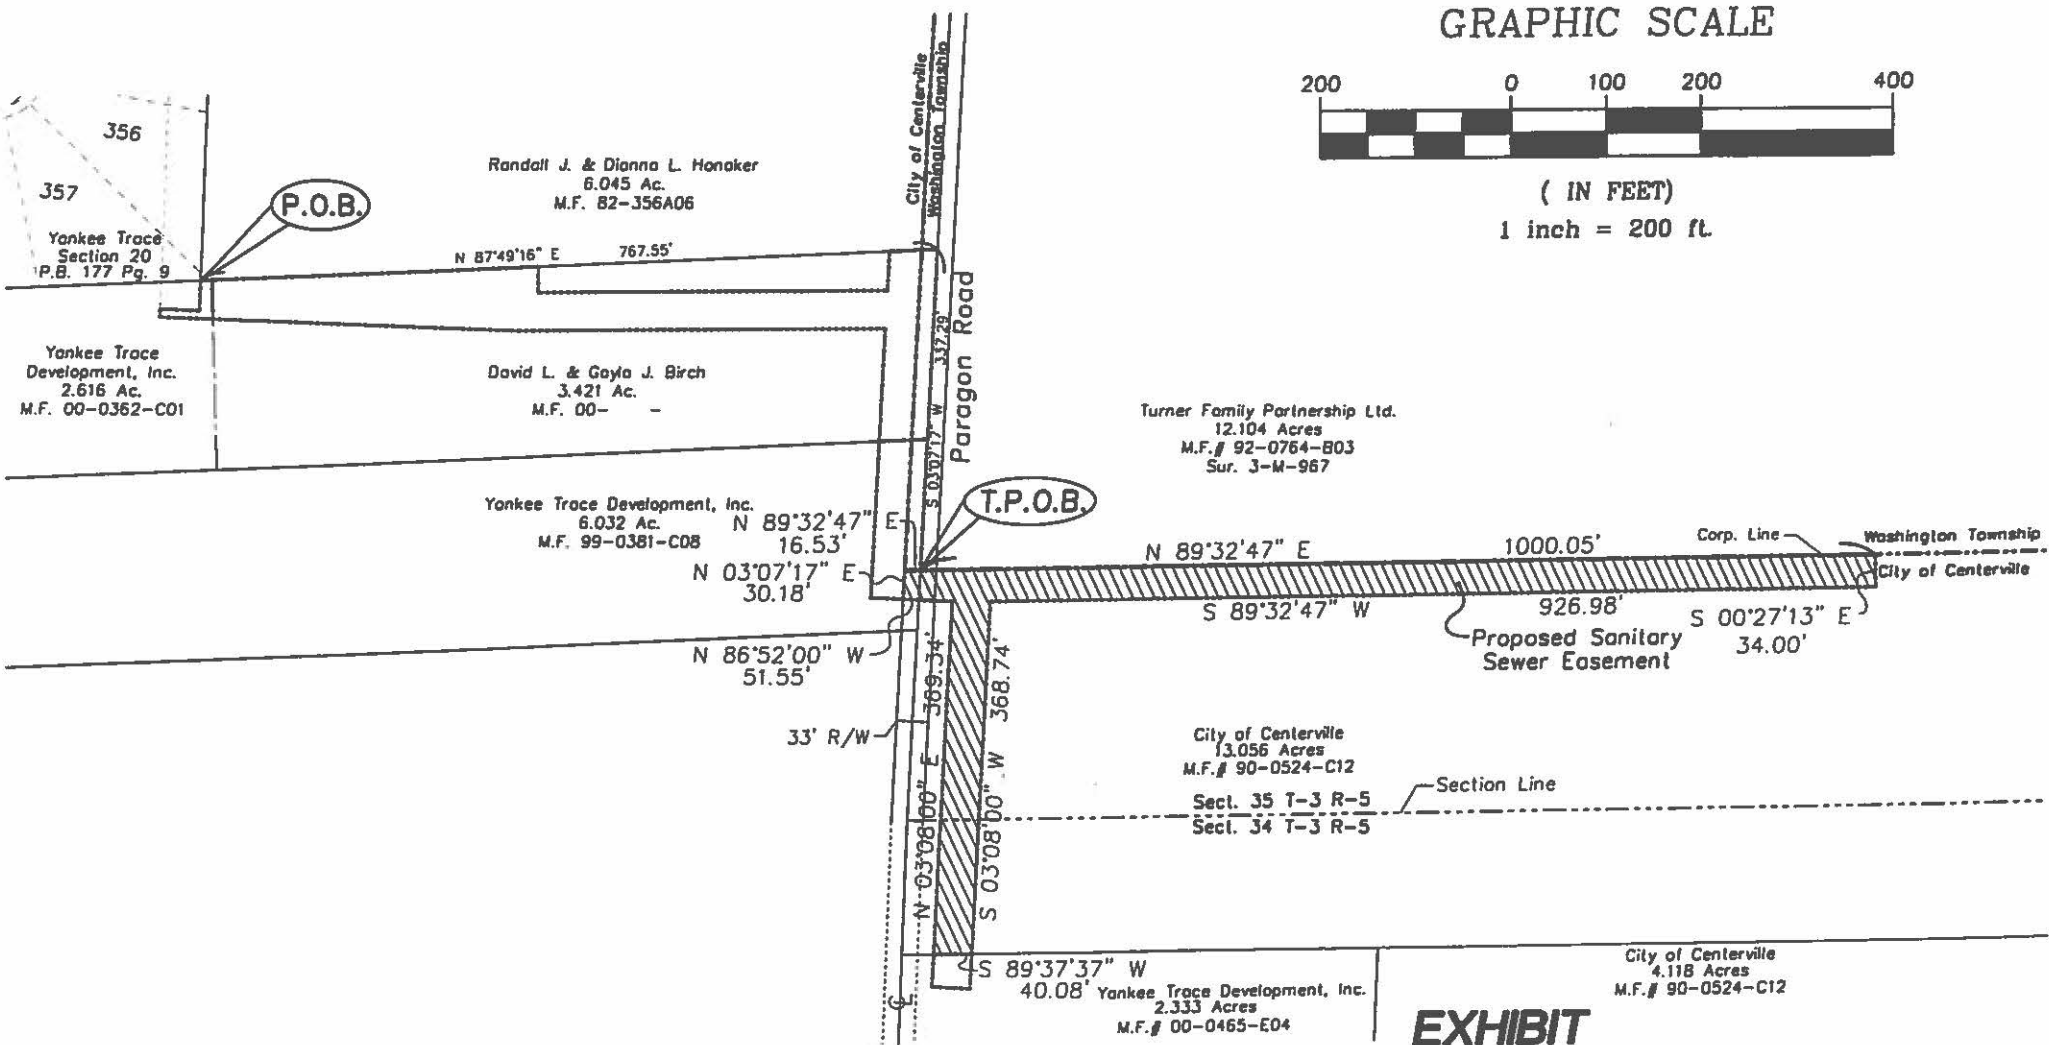 GRAPHIC SCALE
200 0 100 200 400
( IN FEET)
1 inch = 200 ft.
356
357
P.O.B.
Yankee Trace
Section 20
P.B. 177 Pg. 9
Randall J. & Dianna L. Honaker
6.045 Ac.
M.F. 82-356A06
City of Centerville
Washington Township
N 87°49'16" E 767.55'
Yankee Trace
Development, Inc.
2.616 Ac.
M.F. 00-0362-C01
David L. & Gayla J. Birch
3.421 Ac.
M.F. 00- -
S 03°07'17" W 337.29'
Paragon Road
Turner Family Partnership Ltd.
12.104 Acres
M.F.# 92-0764-B03
Sur. 3-M-967
Yankee Trace Development, Inc.
6.032 Ac.
M.F. 99-0381-C08
T.P.O.B.
N 89°32'47" E
16.53'
N 03°07'17" E
30.18'
N 89°32'47" E 1000.05'
Corp. Line
Washington Township
City of Centerville
S 89°32'47" W 926.98'
S 00°27'13" E
34.00'
Proposed Sanitary
Sewer Easement
N 86°52'00" W
51.55'
33' R/W
N 03°08'00" E 369.34'
S 03°08'00" W 368.74'
City of Centerville
13.056 Acres
M.F.# 90-0524-C12
Section Line
Sect. 35 T-3 R-5
Sect. 34 T-3 R-5
S 89°37'37" W
40.08'
Yankee Trace Development, Inc.
2.333 Acres
M.F.# 00-0465-E04
City of Centerville
4.118 Acres
M.F.# 90-0524-C12
CL
EXHIBIT